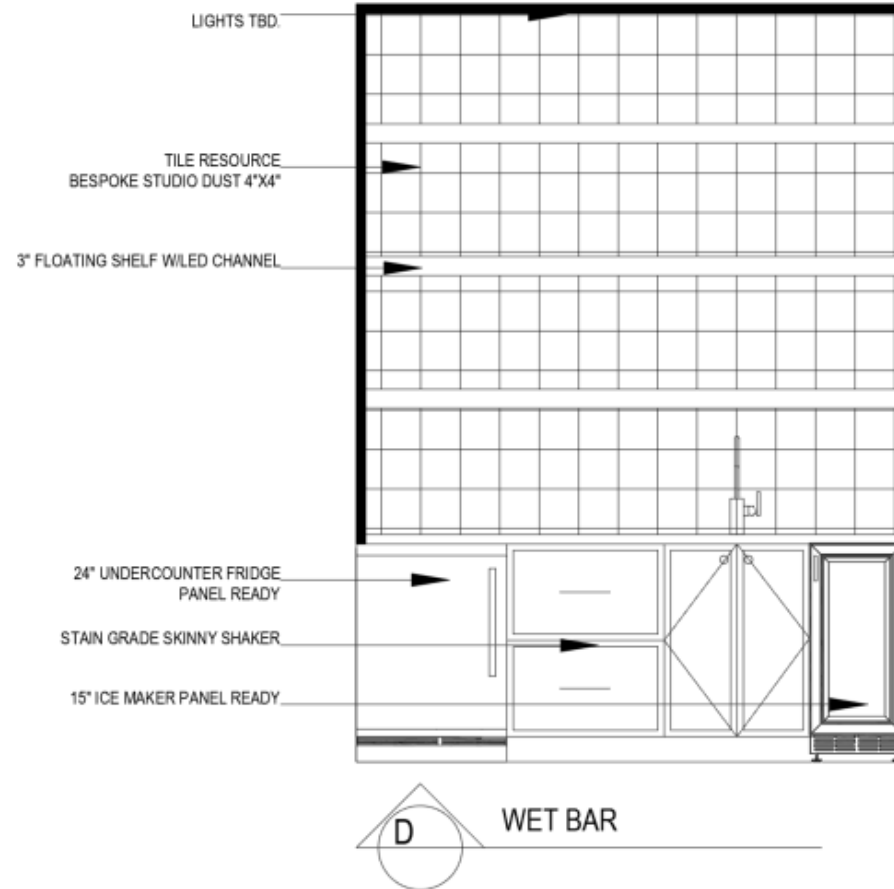 LIGHTS TBD.
TILE RESOURCE
BESPOKE STUDIO DUST 4"X4"
3" FLOATING SHELF W/LED CHANNEL
24" UNDERCOUNTER FRIDGE
PANEL READY
STAIN GRADE SKINNY SHAKER
15" ICE MAKER PANEL READY
D
WET BAR